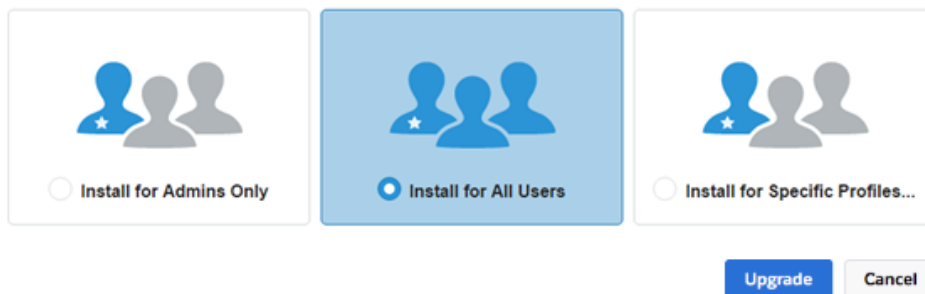 Install for Admins Only
Install for All Users
Install for Specific Profiles...
Upgrade
Cancel